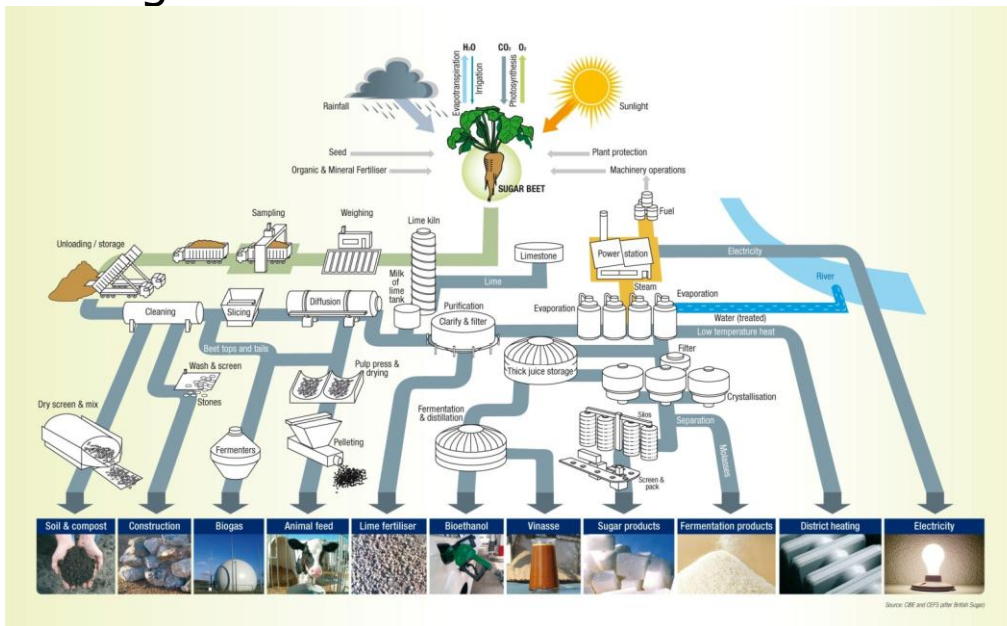 H₂O
CO₂ O₂
Evapotranspiration
Irrigation
Photosynthesis
Rainfall
Sunlight
Seed
Plant protection
Organic & Mineral Fertiliser
Machinery operations
SUGAR BEET
Fuel
Sampling
Weighing
Lime kiln
Unloading / storage
Limestone
Power station
Electricity
Milk
of
lime
tank
Lime
Steam
River
Cleaning
Slicing
Diffusion
Purification
Clarify & filter
Evaporation
Evaporation
Water (treated)
Low temperature heat
Beet tops and tails
Wash & screen
Stones
Pulp press &
drying
Thick juice storage
Filter
Crystallisation
Dry screen & mix
Fermentation
& distillation
Silos
Separation
Molasses
Fermenters
Pelleting
Screen &
pack
Soil & compost
Construction
Biogas
Animal feed
Lime fertiliser
Bioethanol
Vinasse
Sugar products
Fermentation products
District heating
Electricity
Source: CIBE and CEFS (after British Sugar)